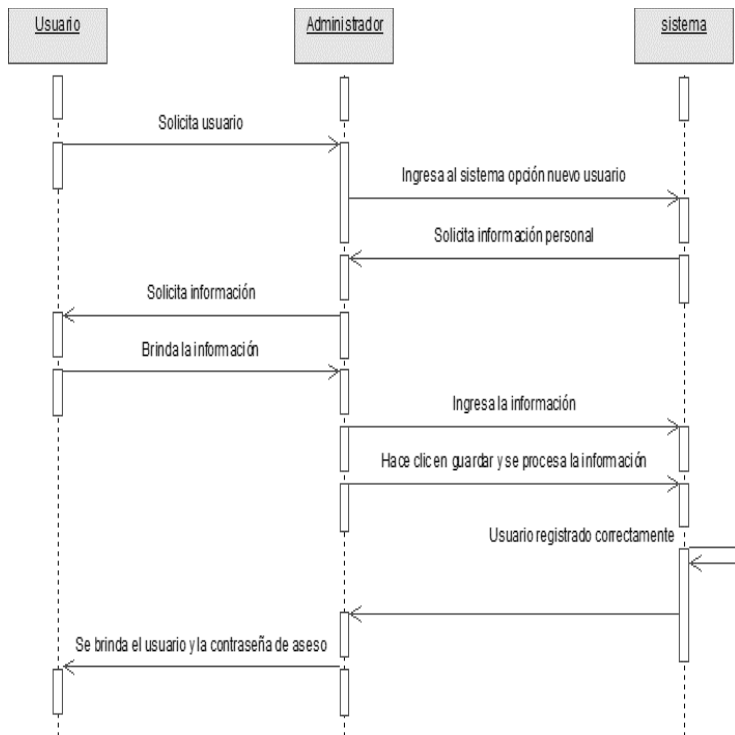 Usuario
Administrador
sistema
Solicita usuario
Ingresa al sistema opción nuevo usuario
Solicita información personal
Solicita información
Brinda la información
Ingresa la información
Hace clic en guardar y se procesa la información
Usuario registrado correctamente
Se brinda el usuario y la contraseña de aseso